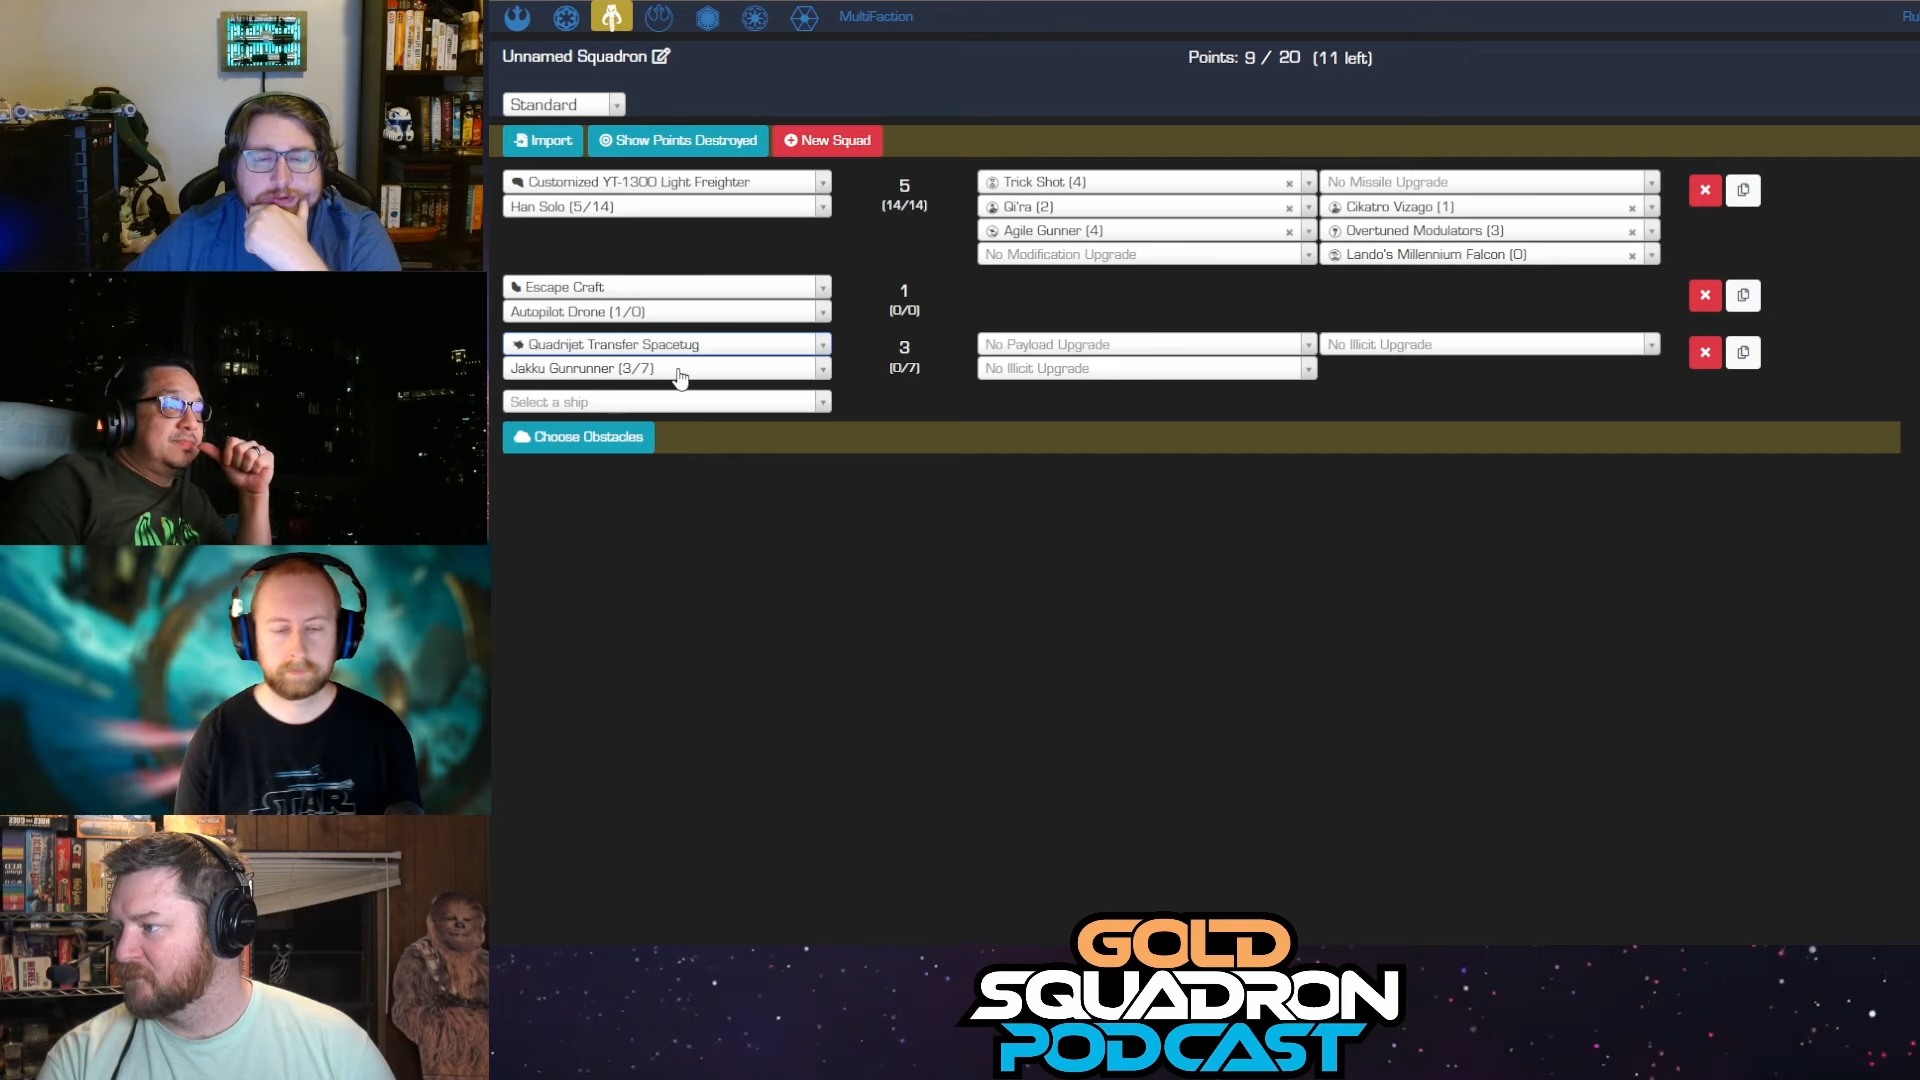 MultiFaction
Ru
Unnamed Squadron
Points: 9 / 20 (11 left)
Standard
Import
Show Points Destroyed
New Squad
Customized YT-1300 Light Freighter
5
Trick Shot (4)
No Missile Upgrade
Han Solo (5/14)
(14/14)
Qi'ra (2)
Cikatro Vizago (1)
Agile Gunner (4)
Overtuned Modulators (3)
No Modification Upgrade
Lando's Millennium Falcon (0)
Escape Craft
1
Autopilot Drone (1/0)
(0/0)
Quadrijet Transfer Spacetug
3
No Payload Upgrade
No Illicit Upgrade
Jakku Gunrunner (3/7)
(0/7)
No Illicit Upgrade
Select a ship
Choose Obstacles
STAR
GOLD
SQUADRON
PODCAST